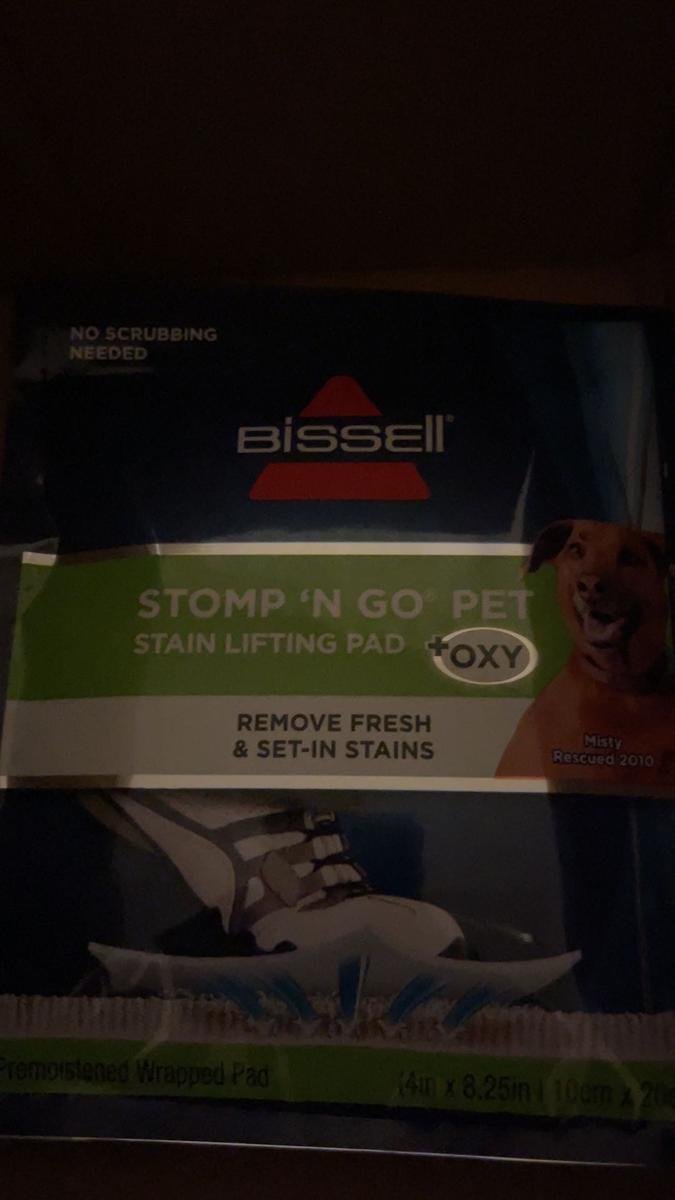 NO SCRUBBING
NEEDED
BISSELL®
STOMP 'N GO® PET
STAIN LIFTING PAD +OXY
REMOVE FRESH
& SET-IN STAINS
Misty
Rescued 2010
Premoistened Wrapped Pad
(4in x 8.25in | 10cm x 20